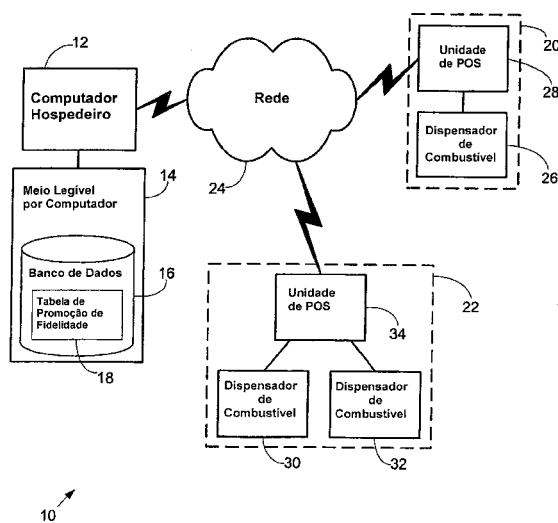 12
Computador
Hospedeiro
Meio Legível
por Computador
14
Banco de Dados
16
Tabela de
Promoção de
Fidelidade
18
Rede
24
20
Unidade
de POS
28
Dispensador
de Combustível
26
Unidade
de POS
34
22
Dispensador
de
Combustível
30
Dispensador
de
Combustível
32
10